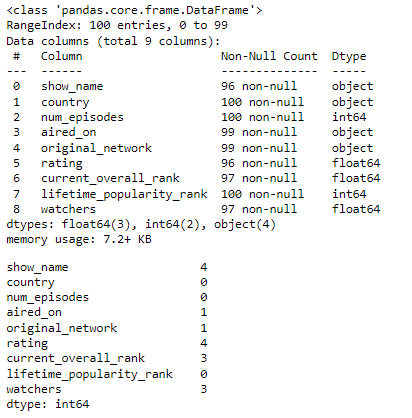 <class 'pandas.core.frame.DataFrame'>
RangeIndex: 100 entries, 0 to 99
Data columns (total 9 columns):
 #   Column                    Non-Null Count  Dtype
---  ------                    --------------  -----
 0   show_name                 96 non-null     object
 1   country                   100 non-null    object
 2   num_episodes              100 non-null    int64
 3   aired_on                  99 non-null     object
 4   original_network          99 non-null     object
 5   rating                    96 non-null     float64
 6   current_overall_rank      97 non-null     float64
 7   lifetime_popularity_rank  100 non-null    int64
 8   watchers                  97 non-null     float64
dtypes: float64(3), int64(2), object(4)
memory usage: 7.2+ KB
show_name                   4
country                     0
num_episodes                0
aired_on                    1
original_network            1
rating                      4
current_overall_rank        3
lifetime_popularity_rank    0
watchers                    3
dtype: int64